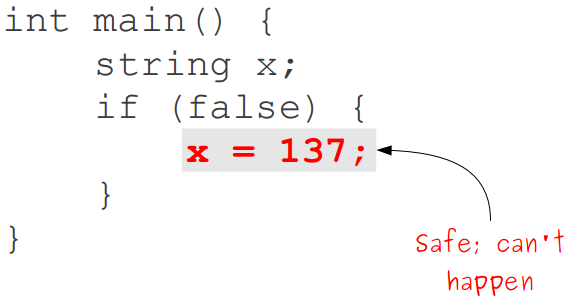 int main() {
string x;
if (false) {
x = 137;
}
}
Safe; can't
happen